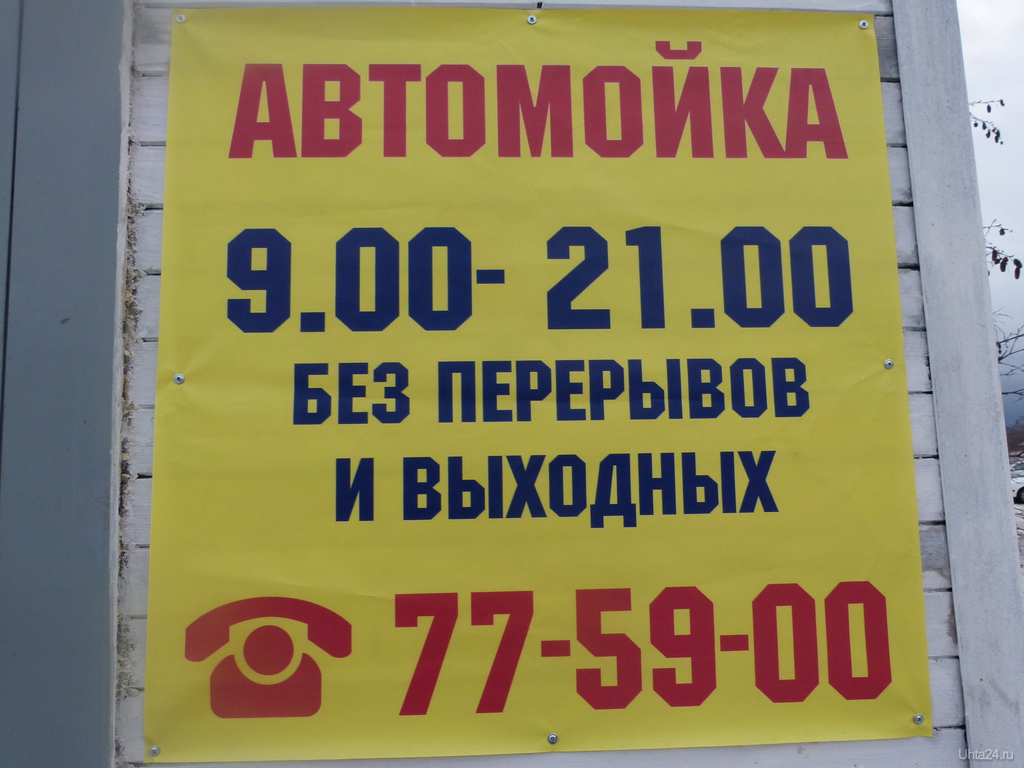 АВТОМОЙКА
9.00- 21.00
БЕЗ ПЕРЕРЫВОВ
И ВЫХОДНЫХ
77-59-00
Uhta24.ru